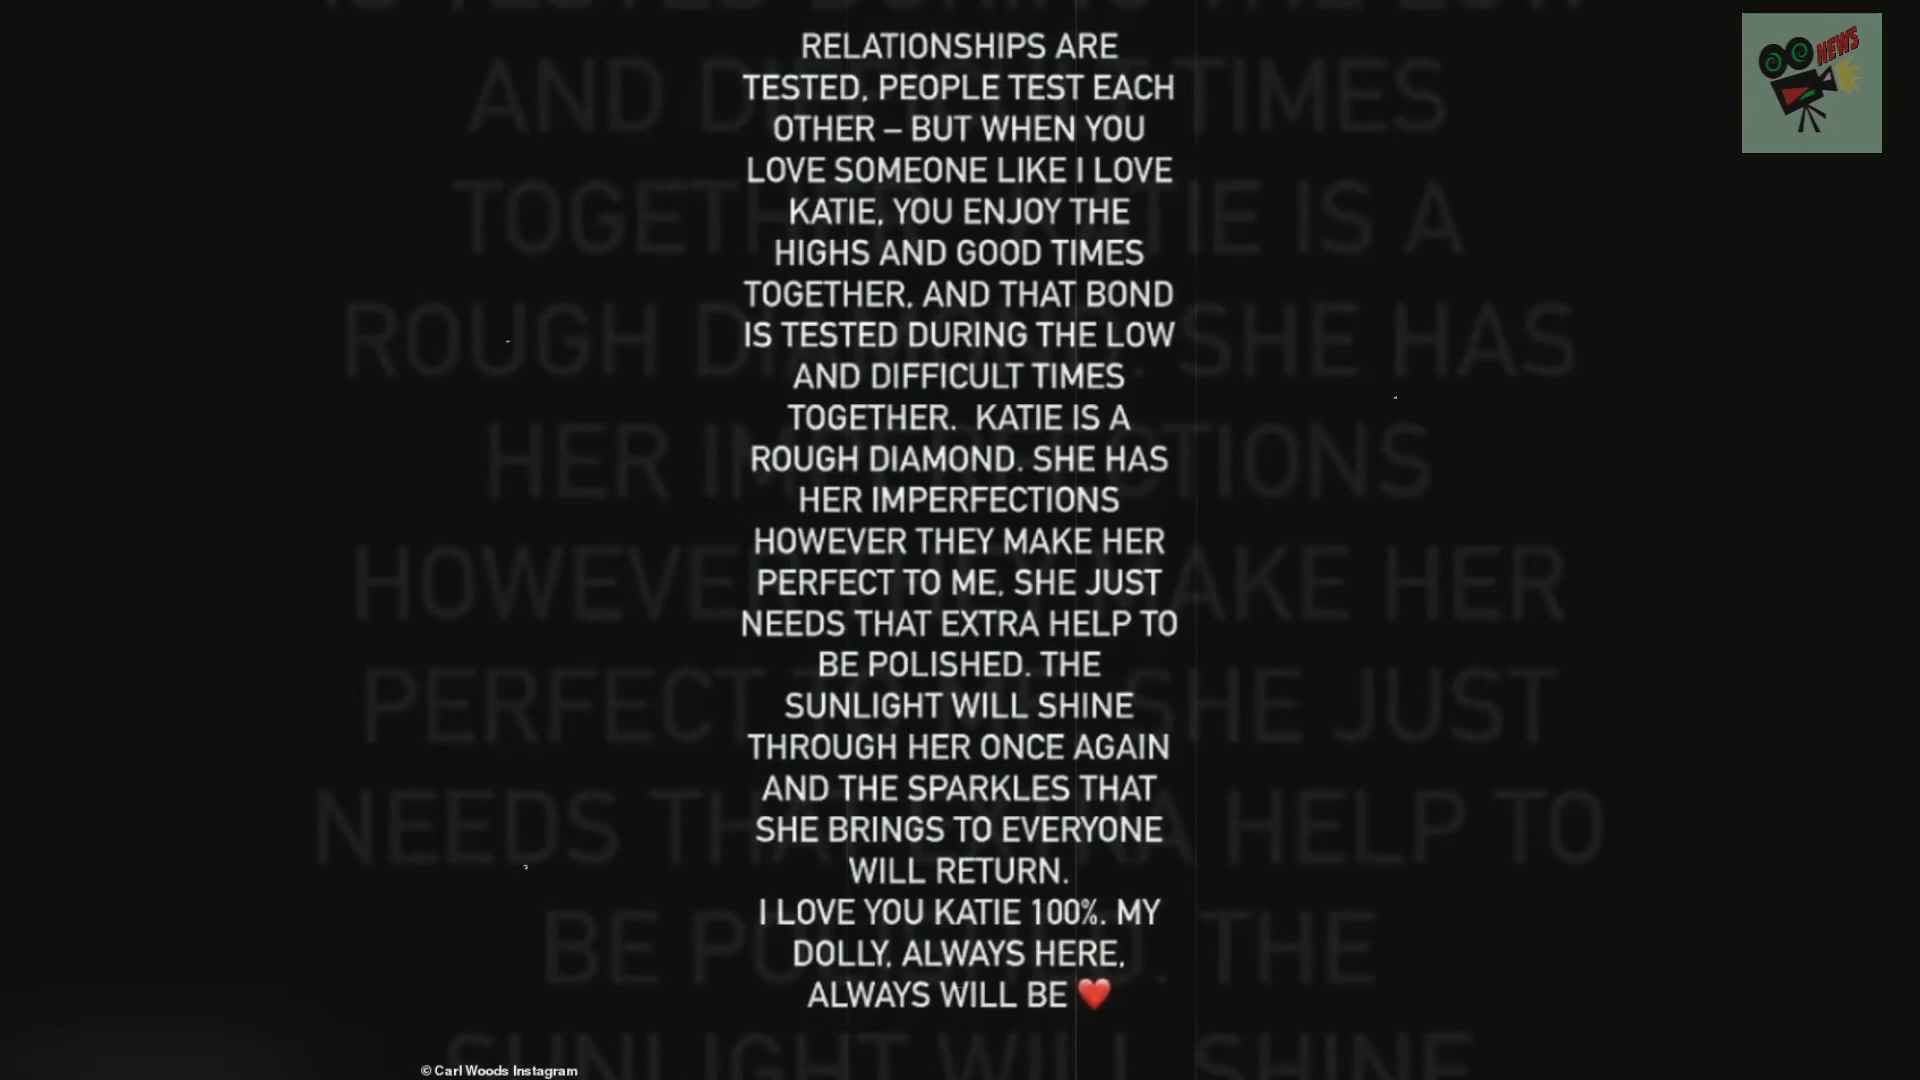 RELATIONSHIPS ARE
TESTED, PEOPLE TEST EACH
OTHER – BUT WHEN YOU
LOVE SOMEONE LIKE I LOVE
KATIE, YOU ENJOY THE
HIGHS AND GOOD TIMES
TOGETHER, AND THAT BOND
IS TESTED DURING THE LOW
AND DIFFICULT TIMES
TOGETHER.  KATIE IS A
ROUGH DIAMOND. SHE HAS
HER IMPERFECTIONS
HOWEVER THEY MAKE HER
PERFECT TO ME, SHE JUST
NEEDS THAT EXTRA HELP TO
BE POLISHED. THE
SUNLIGHT WILL SHINE
THROUGH HER ONCE AGAIN
AND THE SPARKLES THAT
SHE BRINGS TO EVERYONE
WILL RETURN.
I LOVE YOU KATIE 100%. MY
DOLLY, ALWAYS HERE,
ALWAYS WILL BE ❤️
© Carl Woods Instagram
NEWS